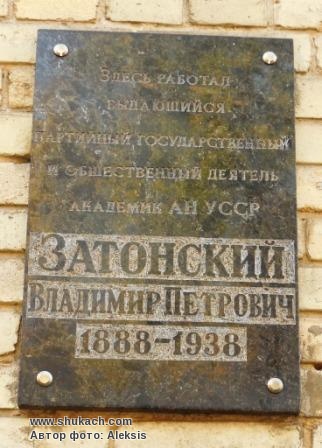 Здесь работал
выдающийся
партийный, государственный
и общественный деятель
академик АН УССР
ЗАТОНСКИЙ
Владимир Петрович
1888-1938
www.shukach.com
Автор фото: Aleksis